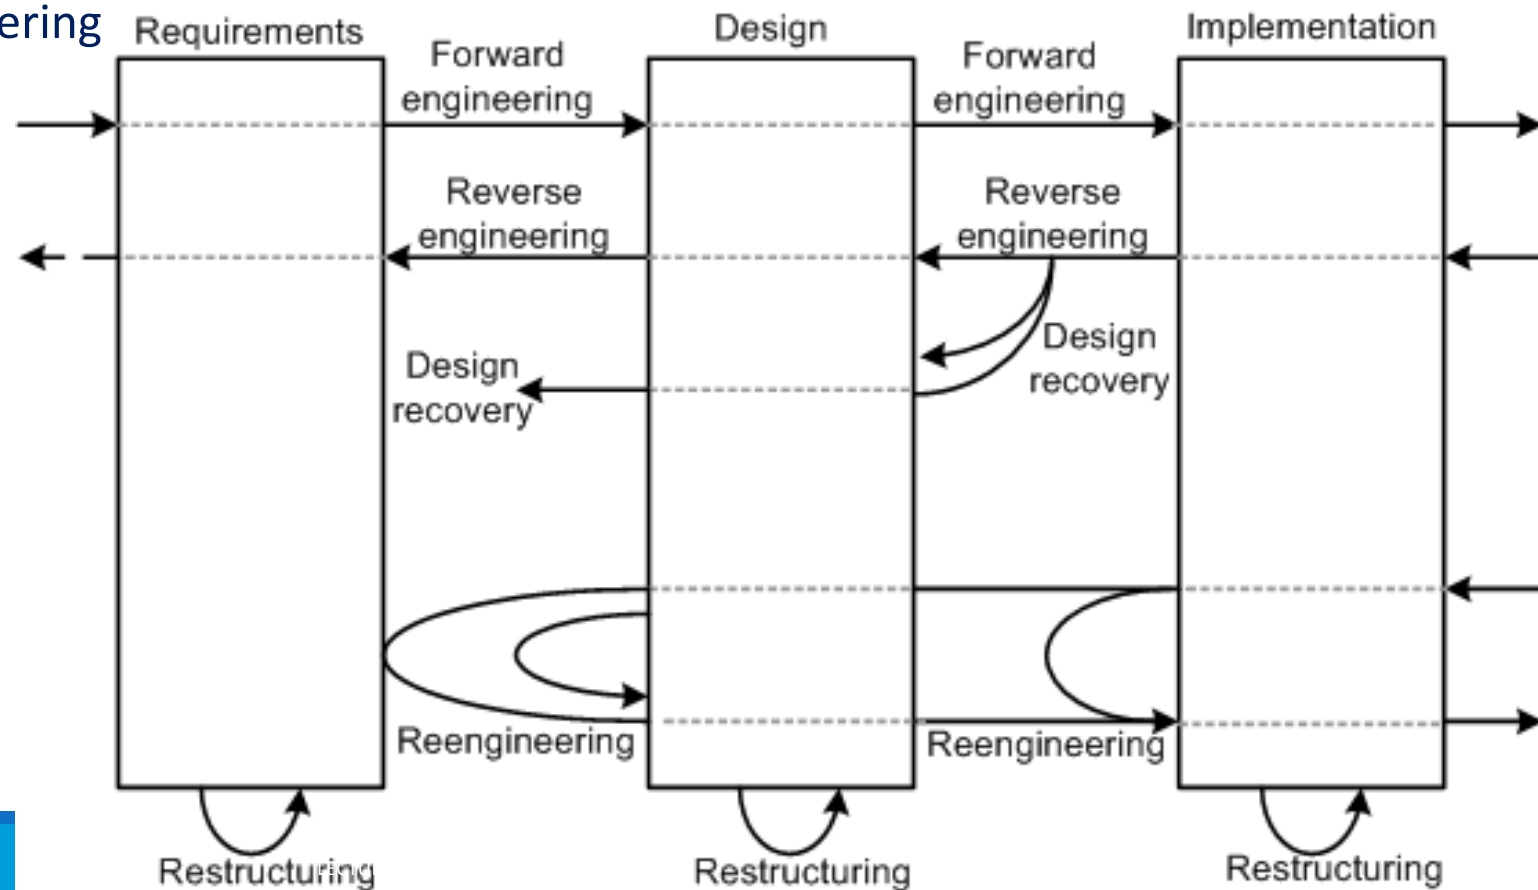 ering
Requirements
Design
Implementation
Forward
engineering
Forward
engineering
Reverse
engineering
Reverse
engineering
Design
recovery
Design
recovery
Reengineering
Reengineering
Restructuring
Restructuring
Restructuring